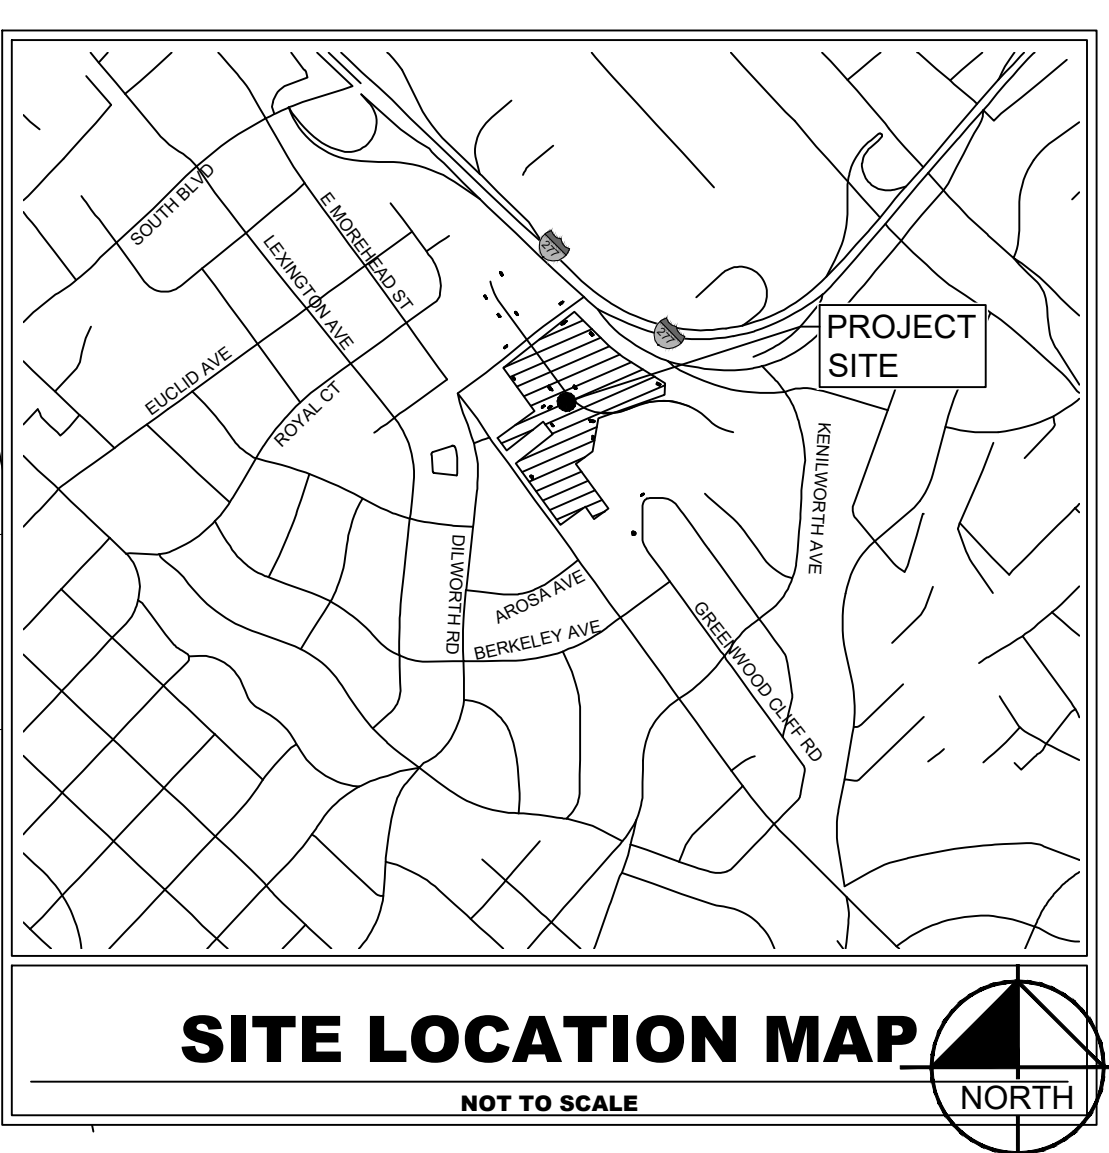 SOUTH BLVD
E MOREHEAD ST
LEXINGTON AVE
277
277
PROJECT
SITE
EUCLID AVE
ROYAL CT
KENILWORTH AVE
DILWORTH RD
AROSA AVE
BERKELEY AVE
GREENWOOD CLIFF RD
SITE LOCATION MAP
NOT TO SCALE
NORTH